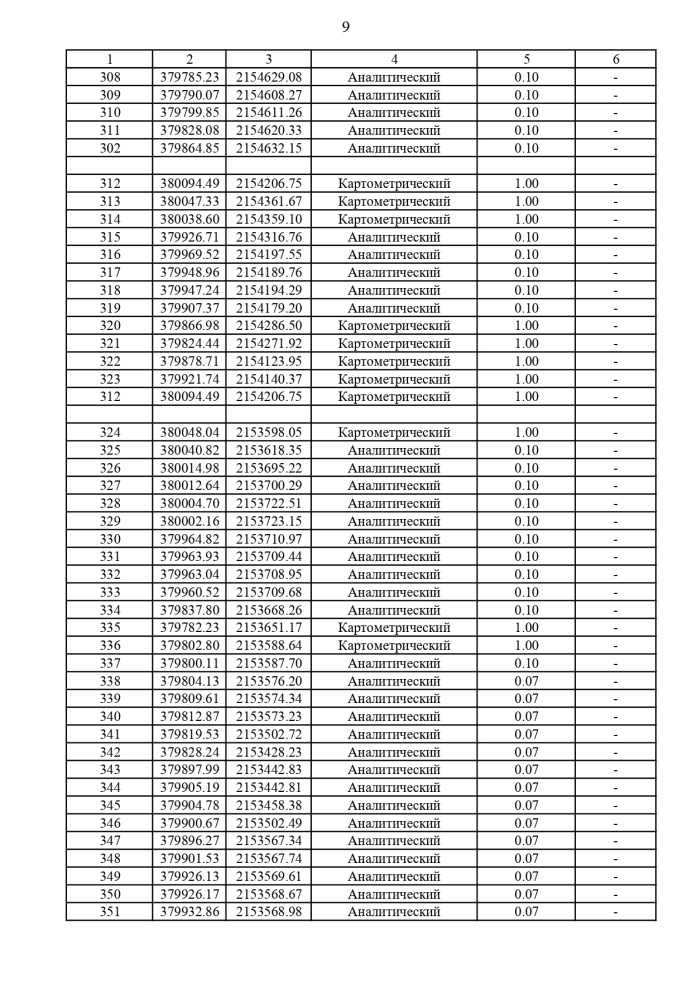 9
1 2 3 4 5 6
308 379785.23 2154629.08 Аналитический 0.10 -
309 379790.07 2154608.27 Аналитический 0.10 -
310 379799.85 2154611.26 Аналитический 0.10 -
311 379828.08 2154620.33 Аналитический 0.10 -
302 379864.85 2154632.15 Аналитический 0.10 -
312 380094.49 2154206.75 Картометрический 1.00 -
313 380047.33 2154361.67 Картометрический 1.00 -
314 380038.60 2154359.10 Картометрический 1.00 -
315 379926.71 2154316.76 Аналитический 0.10 -
316 379969.52 2154197.55 Аналитический 0.10 -
317 379948.96 2154189.76 Аналитический 0.10 -
318 379947.24 2154194.29 Аналитический 0.10 -
319 379907.37 2154179.20 Аналитический 0.10 -
320 379866.98 2154286.50 Картометрический 1.00 -
321 379824.44 2154271.92 Картометрический 1.00 -
322 379878.71 2154123.95 Картометрический 1.00 -
323 379921.74 2154140.37 Картометрический 1.00 -
312 380094.49 2154206.75 Картометрический 1.00 -
324 380048.04 2153598.05 Картометрический 1.00 -
325 380040.82 2153618.35 Аналитический 0.10 -
326 380014.98 2153695.22 Аналитический 0.10 -
327 380012.64 2153700.29 Аналитический 0.10 -
328 380004.70 2153722.51 Аналитический 0.10 -
329 380002.16 2153723.15 Аналитический 0.10 -
330 379964.82 2153710.97 Аналитический 0.10 -
331 379963.93 2153709.44 Аналитический 0.10 -
332 379963.04 2153708.95 Аналитический 0.10 -
333 379960.52 2153709.68 Аналитический 0.10 -
334 379837.80 2153668.26 Аналитический 0.10 -
335 379782.23 2153651.17 Картометрический 1.00 -
336 379802.80 2153588.64 Картометрический 1.00 -
337 379800.11 2153587.70 Аналитический 0.10 -
338 379804.13 2153576.20 Аналитический 0.07 -
339 379809.61 2153574.34 Аналитический 0.07 -
340 379812.87 2153573.23 Аналитический 0.07 -
341 379819.53 2153502.72 Аналитический 0.07 -
342 379828.24 2153428.23 Аналитический 0.07 -
343 379897.99 2153442.83 Аналитический 0.07 -
344 379905.19 2153442.81 Аналитический 0.07 -
345 379904.78 2153458.38 Аналитический 0.07 -
346 379900.67 2153502.49 Аналитический 0.07 -
347 379896.27 2153567.34 Аналитический 0.07 -
348 379901.53 2153567.74 Аналитический 0.07 -
349 379926.13 2153569.61 Аналитический 0.07 -
350 379926.17 2153568.67 Аналитический 0.07 -
351 379932.86 2153568.98 Аналитический 0.07 -